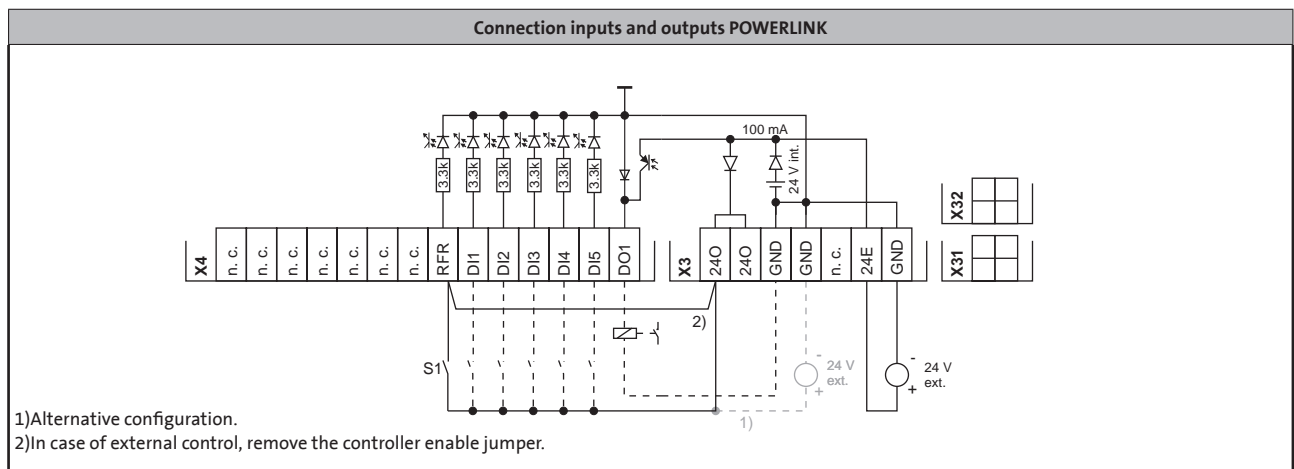 Connection inputs and outputs POWERLINK
100 mA
24 V int.
3.3k
3.3k
3.3k
3.3k
3.3k
3.3k
X4
n. c.
n. c.
n. c.
n. c.
n. c.
n. c.
n. c.
RFR
DI1
DI2
DI3
DI4
DI5
DO1
X3
24O
24O
GND
GND
n. c.
24E
GND
X32
X31
2)
S1
-
24 V
ext.
+
-
24 V
ext.
+
1)
1)Alternative configuration.
2)In case of external control, remove the controller enable jumper.